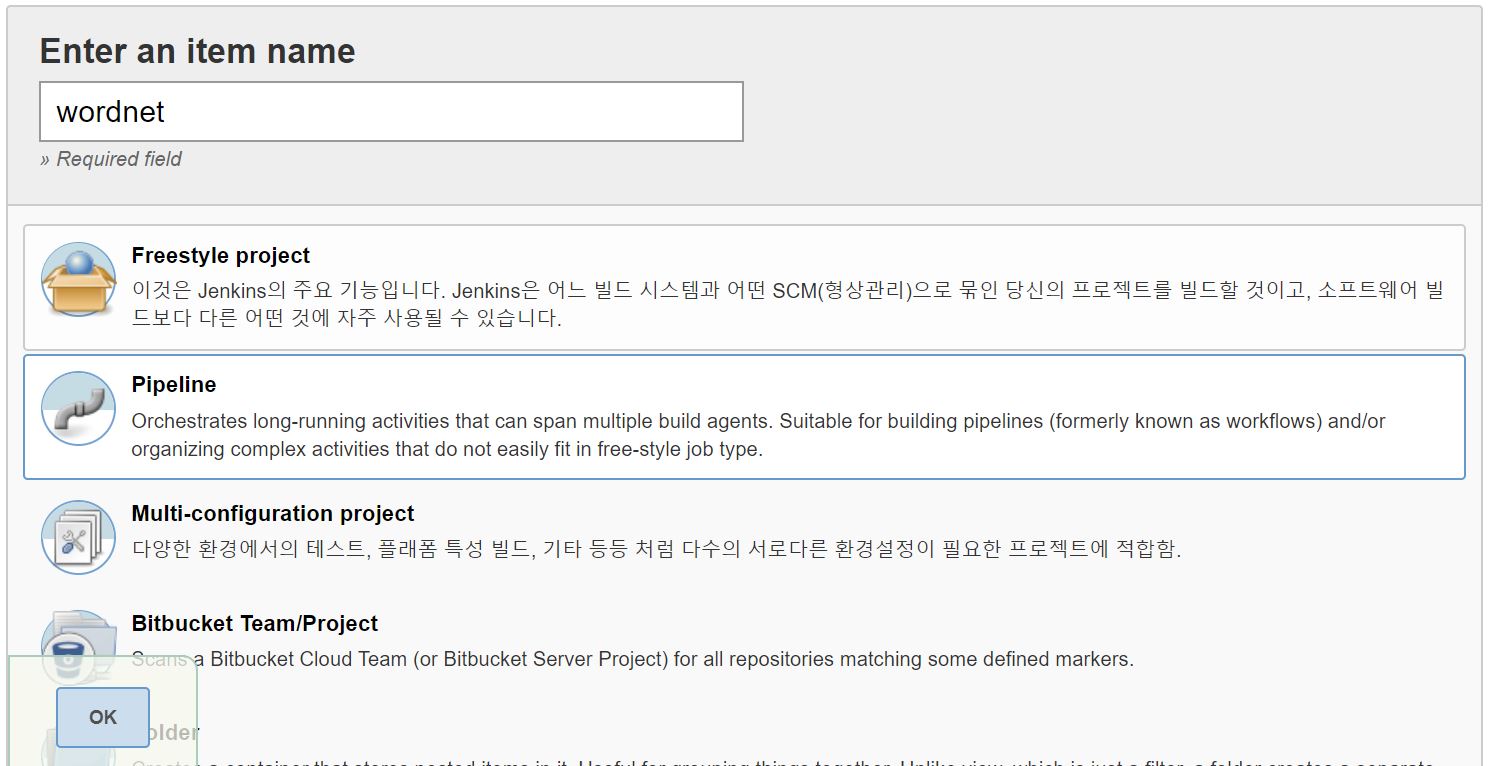 Enter an item name
wordnet
» Required field
Freestyle project
이것은 Jenkins의 주요 기능입니다. Jenkins은 어느 빌드 시스템과 어떤 SCM(형상관리)으로 묶인 당신의 프로젝트를 빌드할 것이고, 소프트웨어 빌
드보다 다른 어떤 것에 자주 사용될 수 있습니다.
Pipeline
Orchestrates long-running activities that can span multiple build agents. Suitable for building pipelines (formerly known as workflows) and/or
organizing complex activities that do not easily fit in free-style job type.
Multi-configuration project
다양한 환경에서의 테스트, 플래폼 특성 빌드, 기타 등등 처럼 다수의 서로다른 환경설정이 필요한 프로젝트에 적합함.
Bitbucket Team/Project
Scans a Bitbucket Cloud Team (or Bitbucket Server Project) for all repositories matching some defined markers.
OK
Folder
Creates a container that stores nested items in it. Useful for grouping things together. Unlike view, which is just a filter, a folder creates a separate